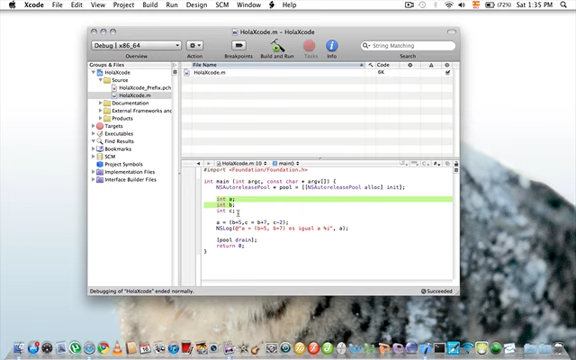 Xcode File Edit View Project Build Run Design SCM Window Help (72%) Sat 1:35 PM
HolaXcode.m – HolaXcode
Debug | x86_64
Action Breakpoints Build and Run Tasks Info String Matching Search
Groups & Files
File Name Code
HolaXcode
HolaXcode.m 6K
Source
HolaXcode_Prefix.pch
HolaXcode.m
Documentation
External Frameworks and
Products
Targets
Executables
Find Results
Bookmarks
SCM
Project Symbols
Implementation Files
Interface Builder Files
HolaXcode.m:10 main()
#import <Foundation/Foundation.h>
int main (int argc, const char * argv[]) {
NSAutoreleasePool * pool = [[NSAutoreleasePool alloc] init];
int a;
int b;
int c;
a = (b=5,c = b+7, c-2);
NSLog(@"a = (b=5, b+7) es igual a %i", a);
[pool drain];
return 0;
}
Debugging of "HolaXcode" ended normally.
Succeeded